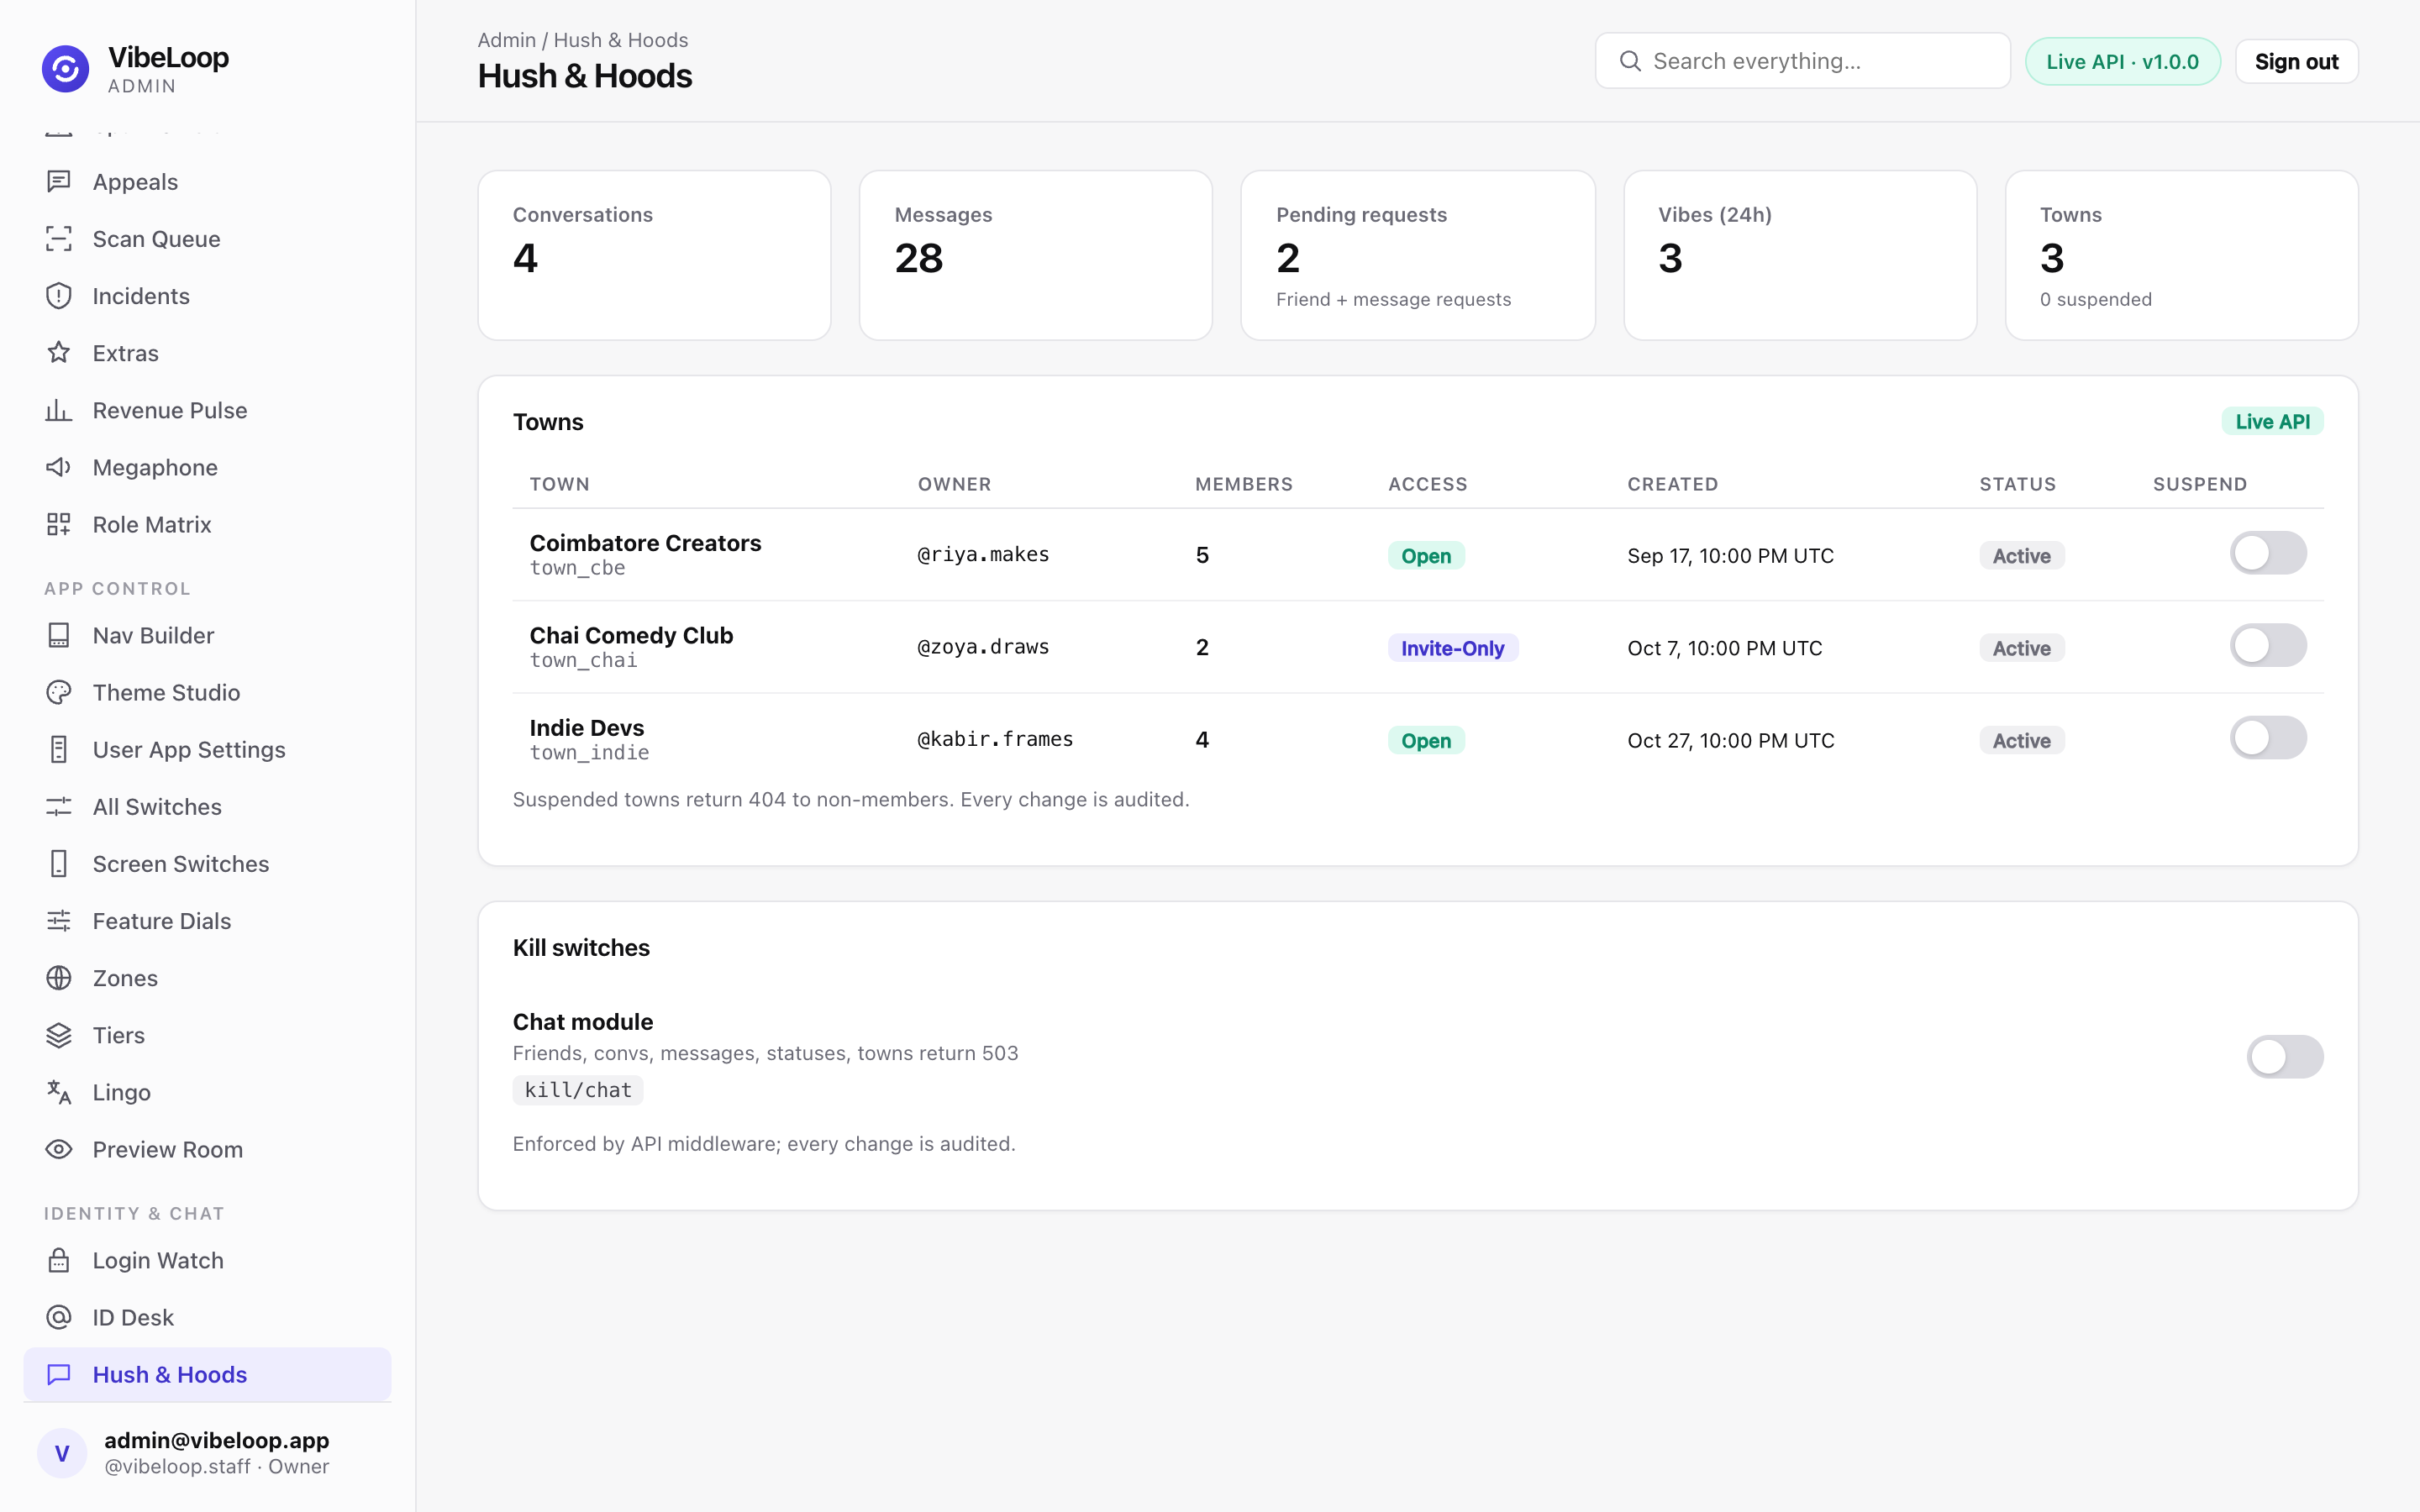 VibeLoop
ADMIN
Appeals
Scan Queue
Incidents
Extras
Revenue Pulse
Megaphone
Role Matrix
APP CONTROL
Nav Builder
Theme Studio
User App Settings
All Switches
Screen Switches
Feature Dials
Zones
Tiers
Lingo
Preview Room
IDENTITY & CHAT
Login Watch
ID Desk
Hush & Hoods
V
admin@vibeloop.app
@vibeloop.staff · Owner
Admin / Hush & Hoods
Hush & Hoods
Search everything...
Live API · v1.0.0
Sign out
Conversations
4
Messages
28
Pending requests
2
Friend + message requests
Vibes (24h)
3
Towns
3
0 suspended
Towns
Live API
TOWN OWNER MEMBERS ACCESS CREATED STATUS SUSPEND
Coimbatore Creators
town_cbe
@riya.makes 5 Open Sep 17, 10:00 PM UTC Active
Chai Comedy Club
town_chai
@zoya.draws 2 Invite-Only Oct 7, 10:00 PM UTC Active
Indie Devs
town_indie
@kabir.frames 4 Open Oct 27, 10:00 PM UTC Active
Suspended towns return 404 to non-members. Every change is audited.
Kill switches
Chat module
Friends, convs, messages, statuses, towns return 503
kill/chat
Enforced by API middleware; every change is audited.